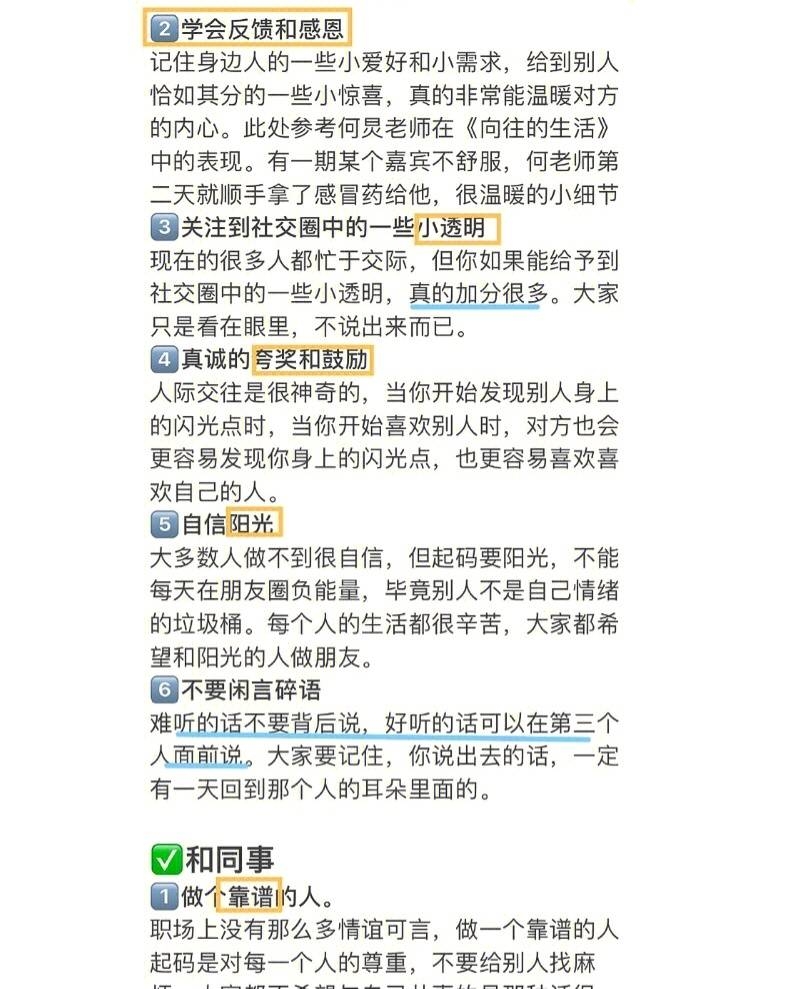 2 学会反馈和感恩
记住身边人的一些小爱好和小需求，给到别人
恰如其分的一些小惊喜，真的非常能温暖对方
的内心。此处参考何炅老师在《向往的生活》
中的表现。有一期某个嘉宾不舒服，何老师第
二天就顺手拿了感冒药给他，很温暖的小细节
3 关注到社交圈中的一些小透明
现在的很多人都忙于交际，但你如果能给予到
社交圈中的一些小透明，真的加分很多。大家
只是看在眼里，不说出来而已。
4 真诚的夸奖和鼓励
人际交往是很神奇的，当你开始发现别人身上
的闪光点时，当你开始喜欢别人时，对方也会
更容易发现你身上的闪光点，也更容易喜欢喜
欢自己的人。
5 自信阳光
大多数人做不到很自信，但起码要阳光，不能
每天在朋友圈负能量，毕竟别人不是自己情绪
的垃圾桶。每个人的生活都很辛苦，大家都希
望和阳光的人做朋友。
6 不要闲言碎语
难听的话不要背后说，好听的话可以在第三个
人面前说。大家要记住，你说出去的话，一定
有一天回到那个人的耳朵里面的。
✅和同事
1 做个靠谱的人。
职场上没有那么多情谊可言，做一个靠谱的人
起码是对每一个人的尊重，不要给别人找麻